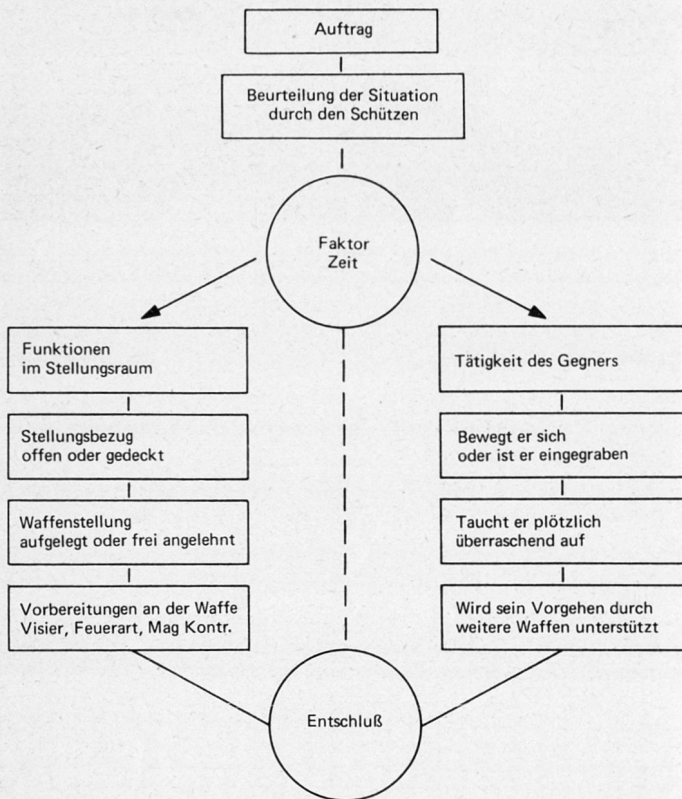 Auftrag
Beurteilung der Situation
durch den Schützen
Faktor
Zeit
Funktionen
im Stellungsraum
Stellungsbezug
offen oder gedeckt
Waffenstellung
aufgelegt oder frei angelehnt
Vorbereitungen an der Waffe
Visier, Feuerart, Mag Kontr.
Tätigkeit des Gegners
Bewegt er sich
oder ist er eingegraben
Taucht er plötzlich
überraschend auf
Wird sein Vorgehen durch
weitere Waffen unterstützt
Entschluß